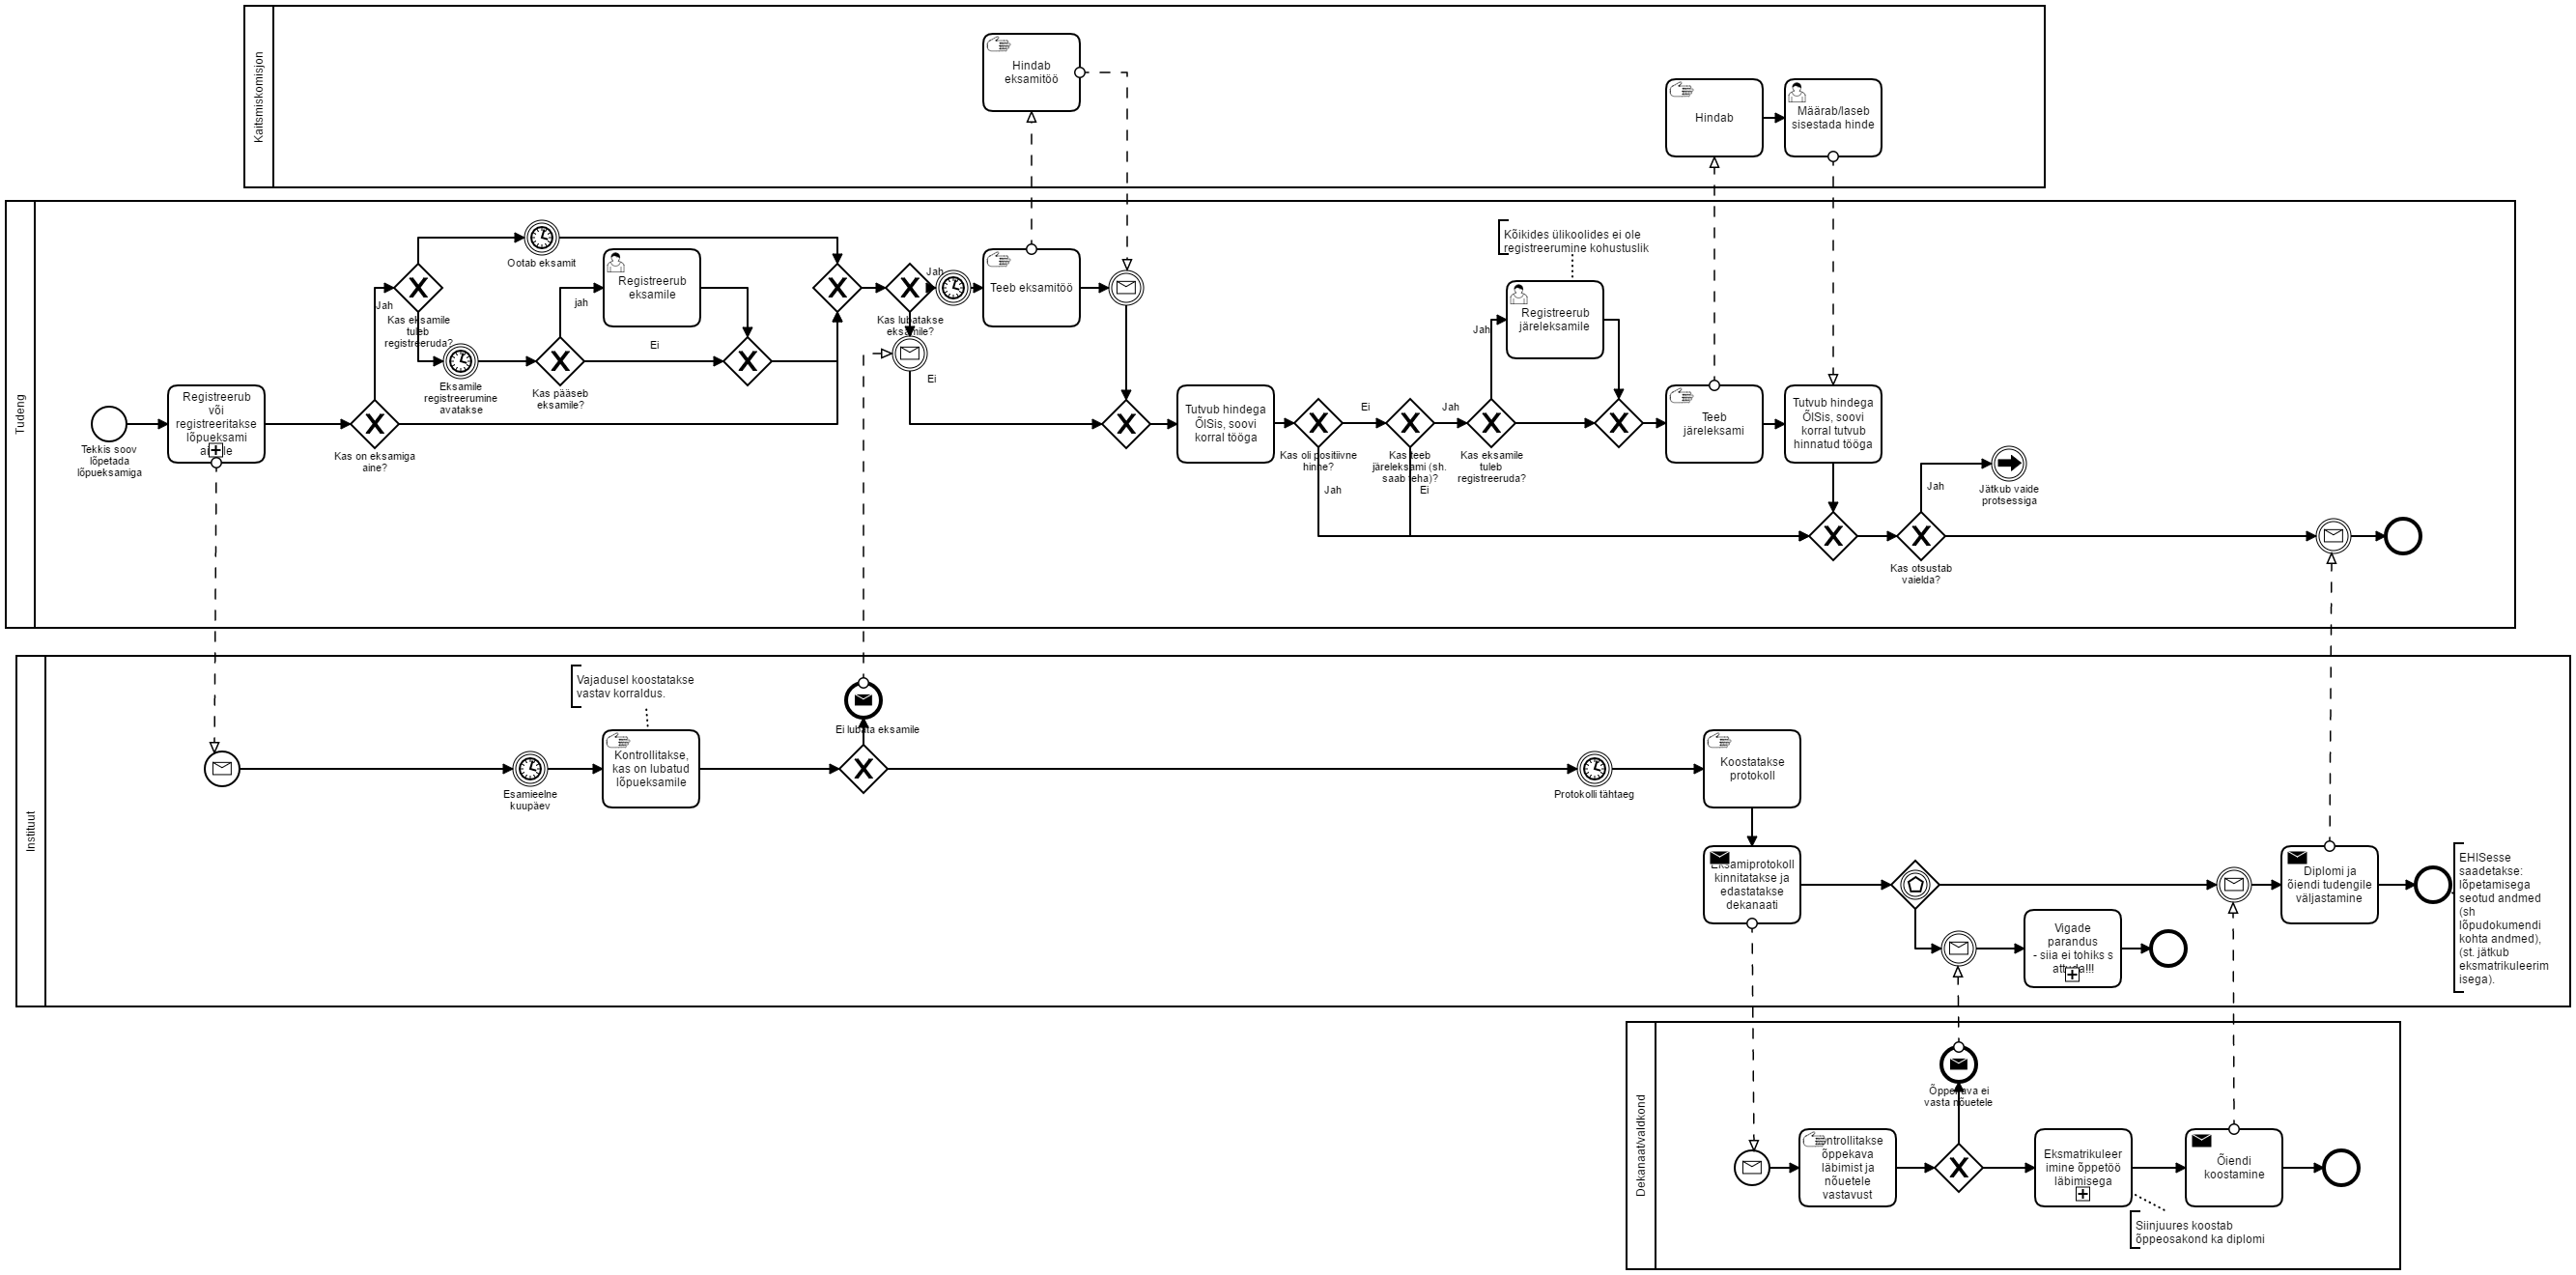 Kaitsmiskomisjon
Hindab
eksamitöö
Hindab
Määrab/laseb
sisestada hinde
Tudeng
Tekkis soov
lõpetada
lõpueksamiga
Registreerub
või
registreeritakse
lõpueksami
Kas on eksamiga
aine?
Jah
Kas eksamile
tuleb
registreeruda?
Ootab eksamit
Eksamile
registreerumine
avatakse
Kas pääseb
eksamile?
jah
Registreerub
eksamile
Ei
Kas lubatakse
eksamile?
Jah
Ei
Teeb eksamitöö
Tutvub hindega
ÕISis, soovi
korral tööga
Kas oli positiivne
hinne?
Jah
Ei
Kas teeb
järeleksami (sh.
saab teha)?
Ei
Jah
Kas eksamile
tuleb
registreeruda?
Jah
Kõikides ülikoolides ei ole
registreerumine kohustuslik
Registreerub
järeleksamile
Teeb
järeleksami
Tutvub hindega
ÕISis, soovi
korral tutvub
hinnatud tööga
Kas otsustab
vaielda?
Jah
Jätkub vaide
protsessiga
Instituut
Esamieelne
kuupäev
Vajadusel koostatakse
vastav korraldus.
Kontrollitakse,
kas on lubatud
lõpueksamile
Ei lubata eksamile
Protokolli tähtaeg
Koostatakse
protokoll
Eksamiprotokoll
kinnitatakse ja
edastatakse
dekanaati
Vigade
parandus
- siia ei tohiks s
Diplomi ja
õiendi tudengile
väljastamine
EHISesse
saadetakse:
lõpetamisega
seotud andmed
(sh
lõpudokumendi
kohta andmed),
(st. jätkub
eksmatrikuleerim
isega).
Dekanaat/valdkond
õppekava
läbimist ja
nõuetele
vastavust
Õppekava ei
vasta nõuetele
Eksmatrikuleer
imine õppetöö
läbimisega
Siinjuures koostab
õppeosakond ka diplomi
Õiendi
koostamine